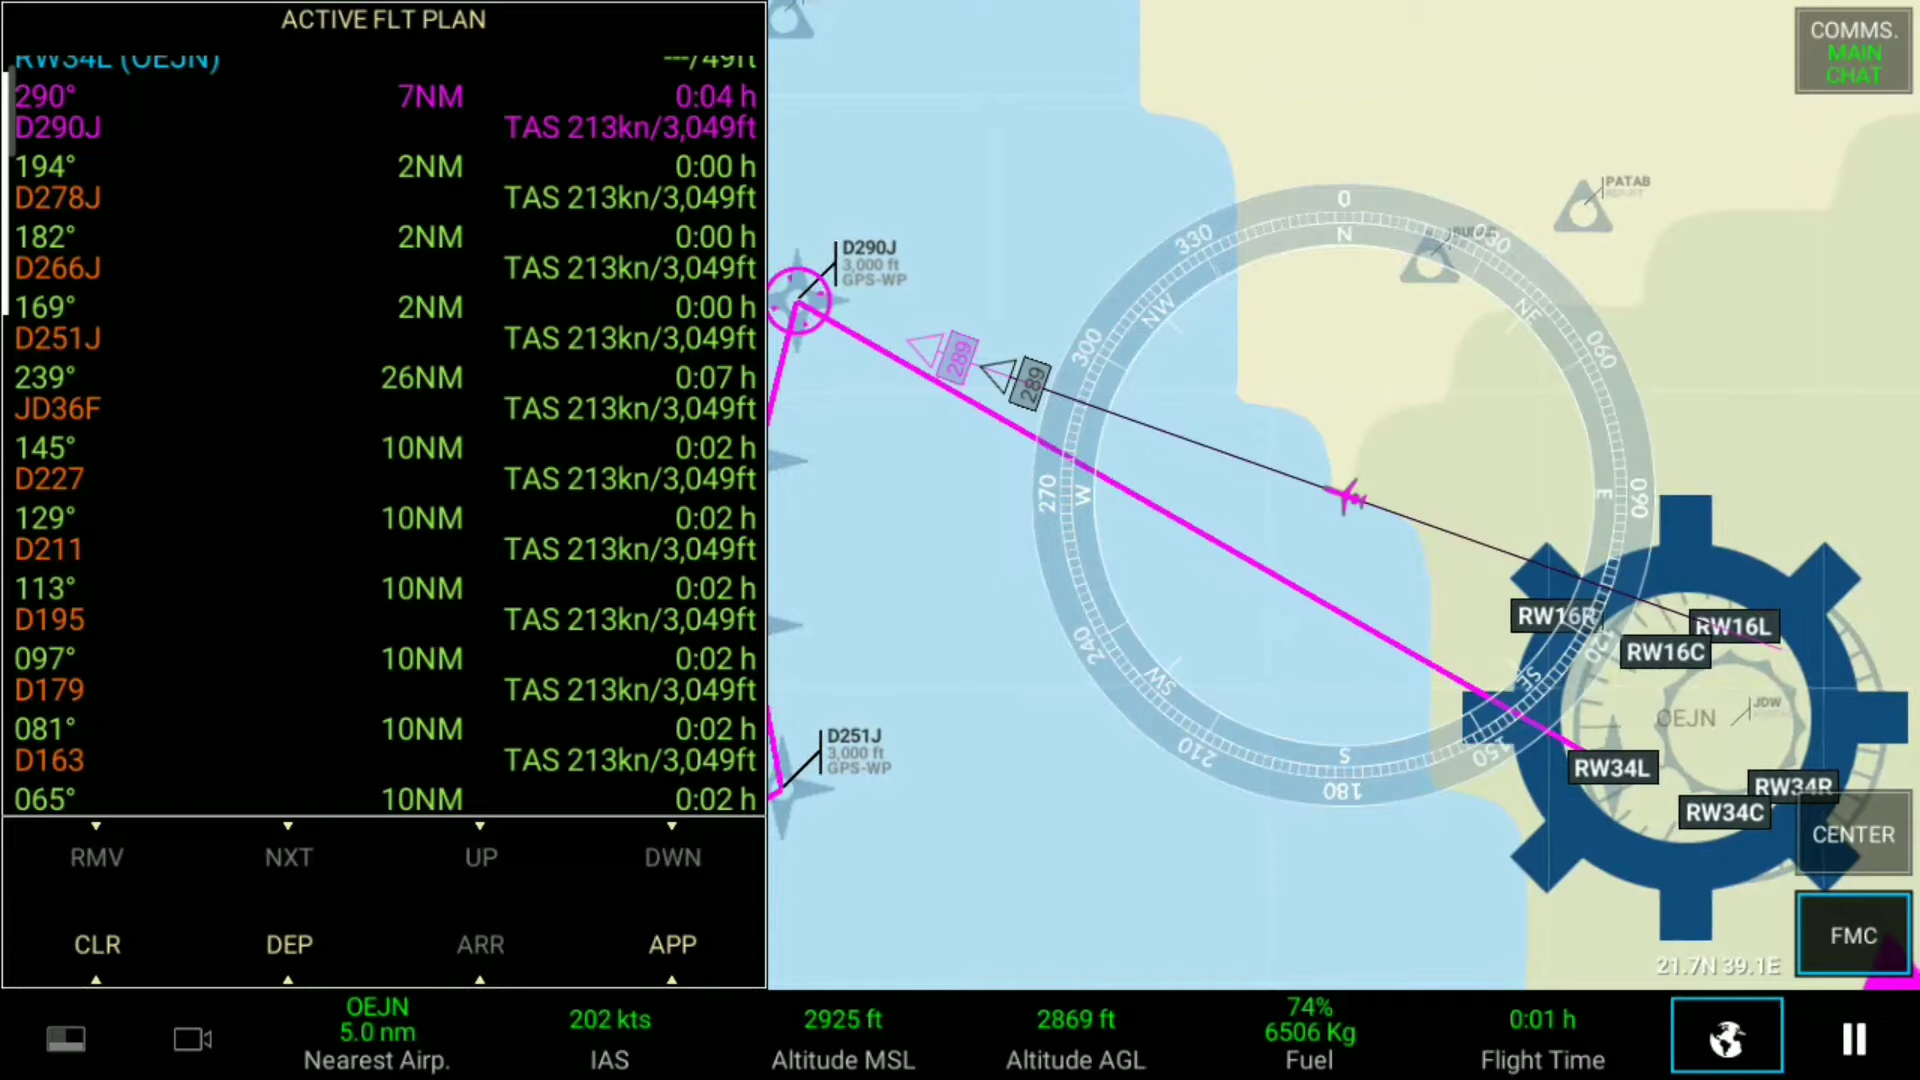 ACTIVE FLT PLAN
RW34L (OEJN) ---/49ft
290° 7NM 0:04 h
D290J TAS 213kn/3,049ft
194° 2NM 0:00 h
D278J TAS 213kn/3,049ft
182° 2NM 0:00 h
D266J TAS 213kn/3,049ft
169° 2NM 0:00 h
D251J TAS 213kn/3,049ft
239° 26NM 0:07 h
JD36F TAS 213kn/3,049ft
145° 10NM 0:02 h
D227 TAS 213kn/3,049ft
129° 10NM 0:02 h
D211 TAS 213kn/3,049ft
113° 10NM 0:02 h
D195 TAS 213kn/3,049ft
097° 10NM 0:02 h
D179 TAS 213kn/3,049ft
081° 10NM 0:02 h
D163 TAS 213kn/3,049ft
065° 10NM 0:02 h
RMV NXT UP DWN
CLR DEP ARR APP
COMMS.
MAIN
CHAT
PATAB
D290J
3,000 ft
GPS-WP
289
289
0
N
330
030
NW
NE
300
060
270
W
E
090
240
120
SW
SE
210
150
S
180
D251J
3,000 ft
GPS-WP
RW16R
RW16L
RW16C
OEJN
JDW
RW34L
RW34R
RW34C
CENTER
FMC
21.7N 39.1E
OEJN
5.0 nm
Nearest Airp.
202 kts
IAS
2925 ft
Altitude MSL
2869 ft
Altitude AGL
74%
6506 Kg
Fuel
0:01 h
Flight Time